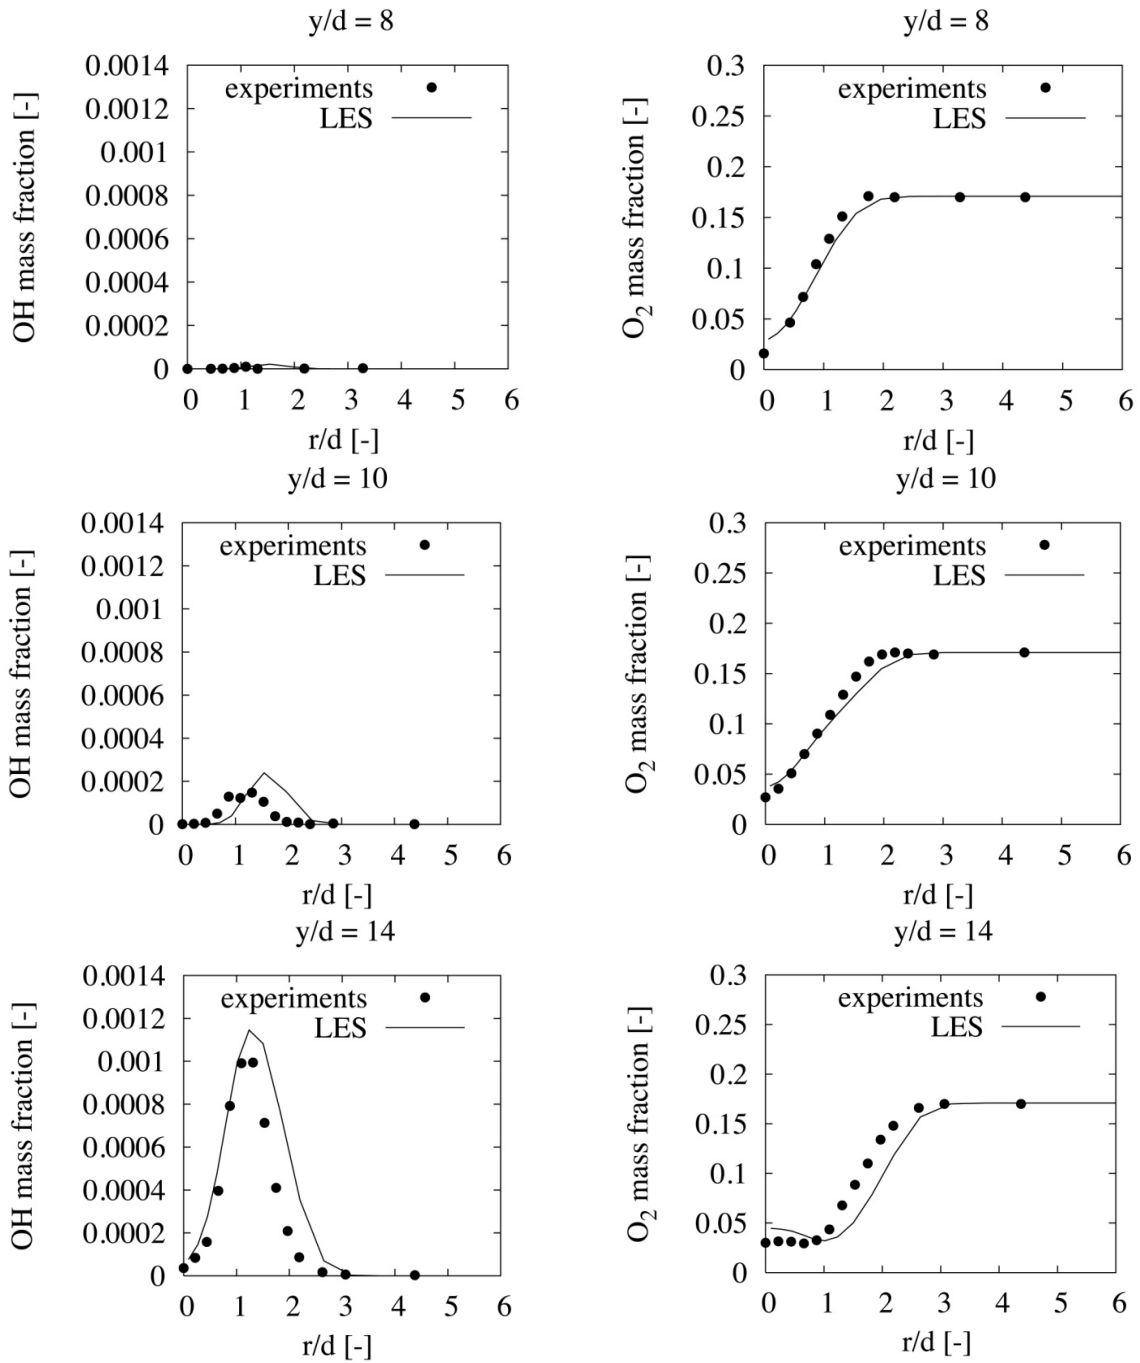 y/d = 8
0.0014
0.0012
0.001
0.0008
0.0006
0.0004
0.0002
0
OH mass fraction [-]
experiments
LES
0 1 2 3 4 5 6
r/d [-]
y/d = 8
0.3
0.25
0.2
0.15
0.1
0.05
0
O₂ mass fraction [-]
experiments
LES
0 1 2 3 4 5 6
r/d [-]
y/d = 10
0.0014
0.0012
0.001
0.0008
0.0006
0.0004
0.0002
0
OH mass fraction [-]
experiments
LES
0 1 2 3 4 5 6
r/d [-]
y/d = 10
0.3
0.25
0.2
0.15
0.1
0.05
0
O₂ mass fraction [-]
experiments
LES
0 1 2 3 4 5 6
r/d [-]
y/d = 14
0.0014
0.0012
0.001
0.0008
0.0006
0.0004
0.0002
0
OH mass fraction [-]
experiments
LES
0 1 2 3 4 5 6
r/d [-]
y/d = 14
0.3
0.25
0.2
0.15
0.1
0.05
0
O₂ mass fraction [-]
experiments
LES
0 1 2 3 4 5 6
r/d [-]